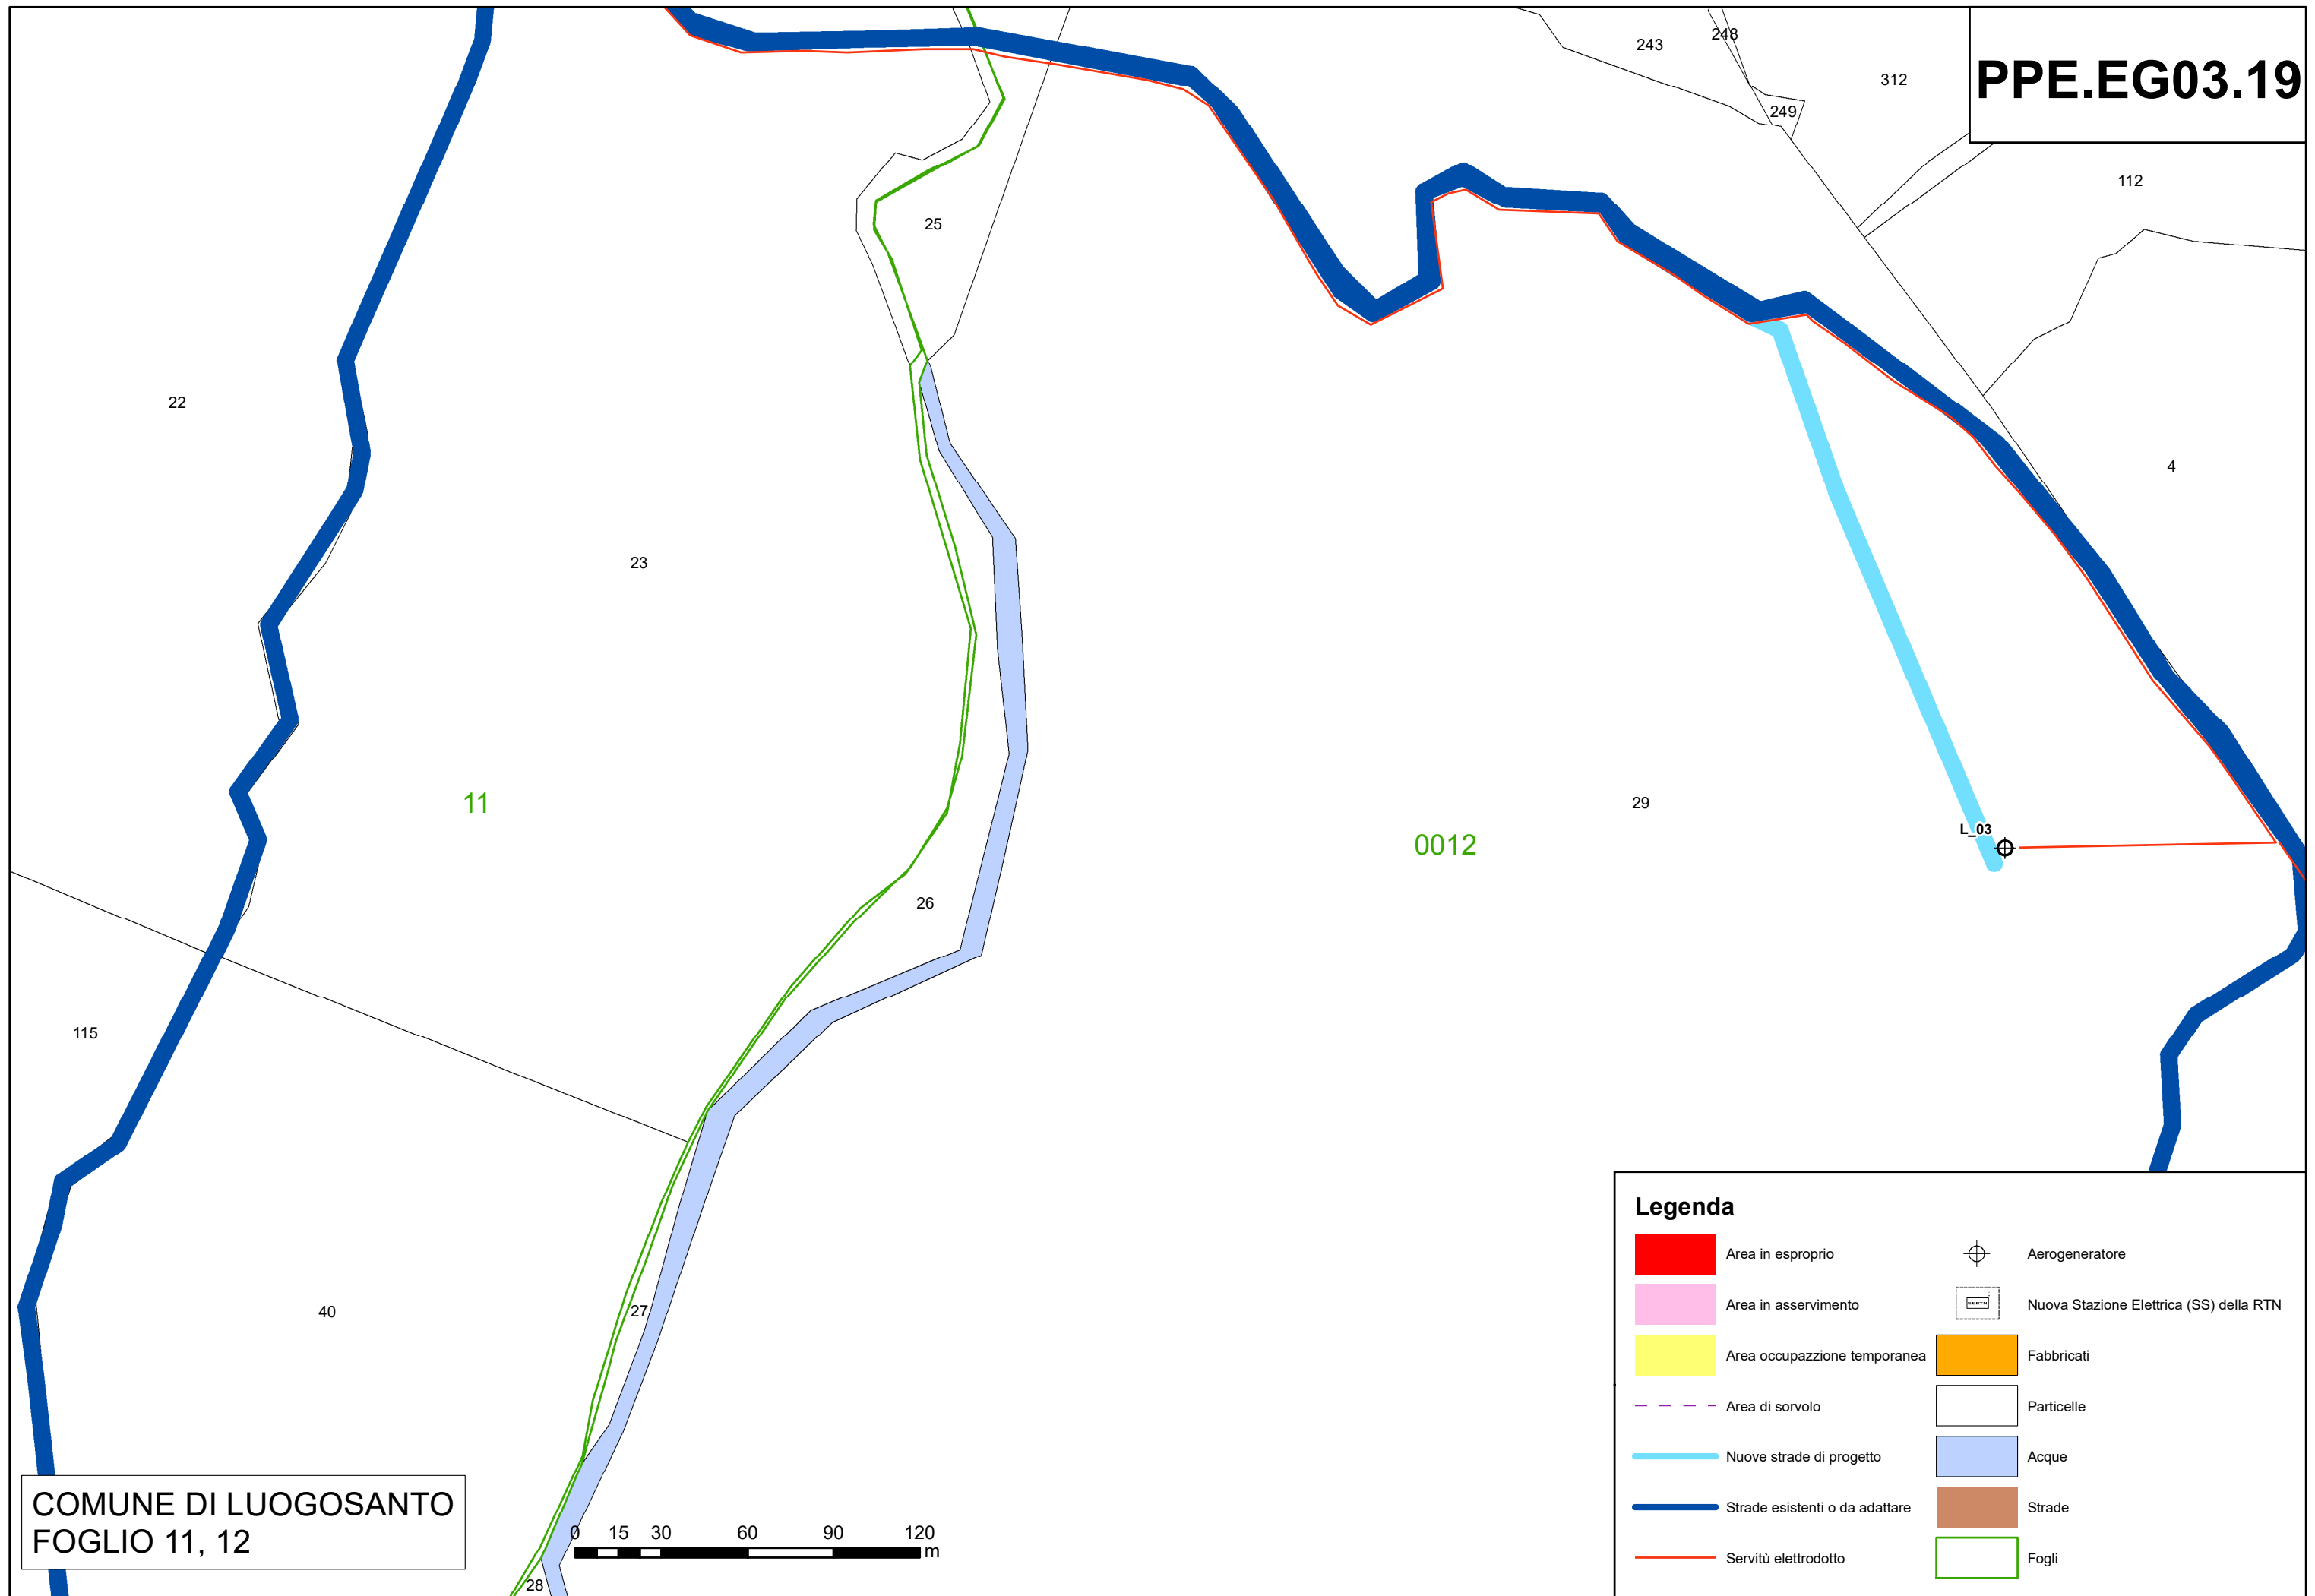 243
248
312
249
PPE.EG03.19
112
25
22
4
23
11
29
0012
L_03
26
115
40
27
28
COMUNE DI LUOGOSANTO
FOGLIO 11, 12
0 15 30 60 90 120
m
Legenda
Area in esproprio
Area in asservimento
Area occupazzione temporanea
Area di sorvolo
Nuove strade di progetto
Strade esistenti o da adattare
Servitù elettrodotto
Aerogeneratore
Nuova Stazione Elettrica (SS) della RTN
Fabbricati
Particelle
Acque
Strade
Fogli